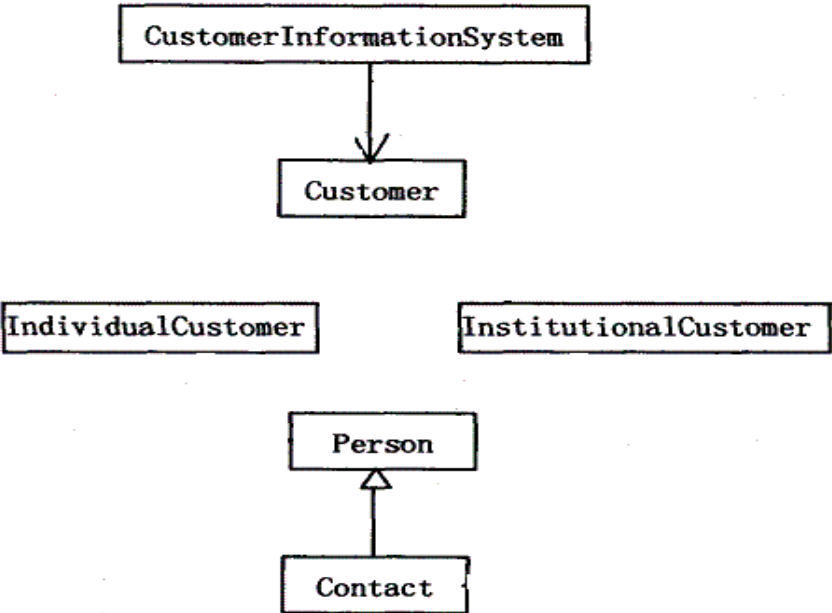 CustomerInformationSystem
Customer
IndividualCustomer
InstitutionalCustomer
Person
Contact